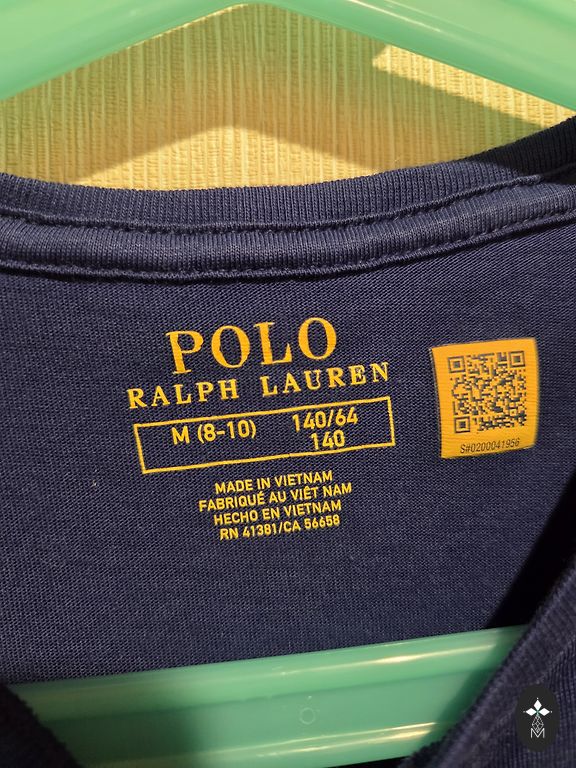 POLO
RALPH LAUREN
M (8-10) 140/64
140
MADE IN VIETNAM
FABRIQUÉ AU VIÊT NAM
HECHO EN VIETNAM
RN 41381/CA 56658
S#0200041956
M